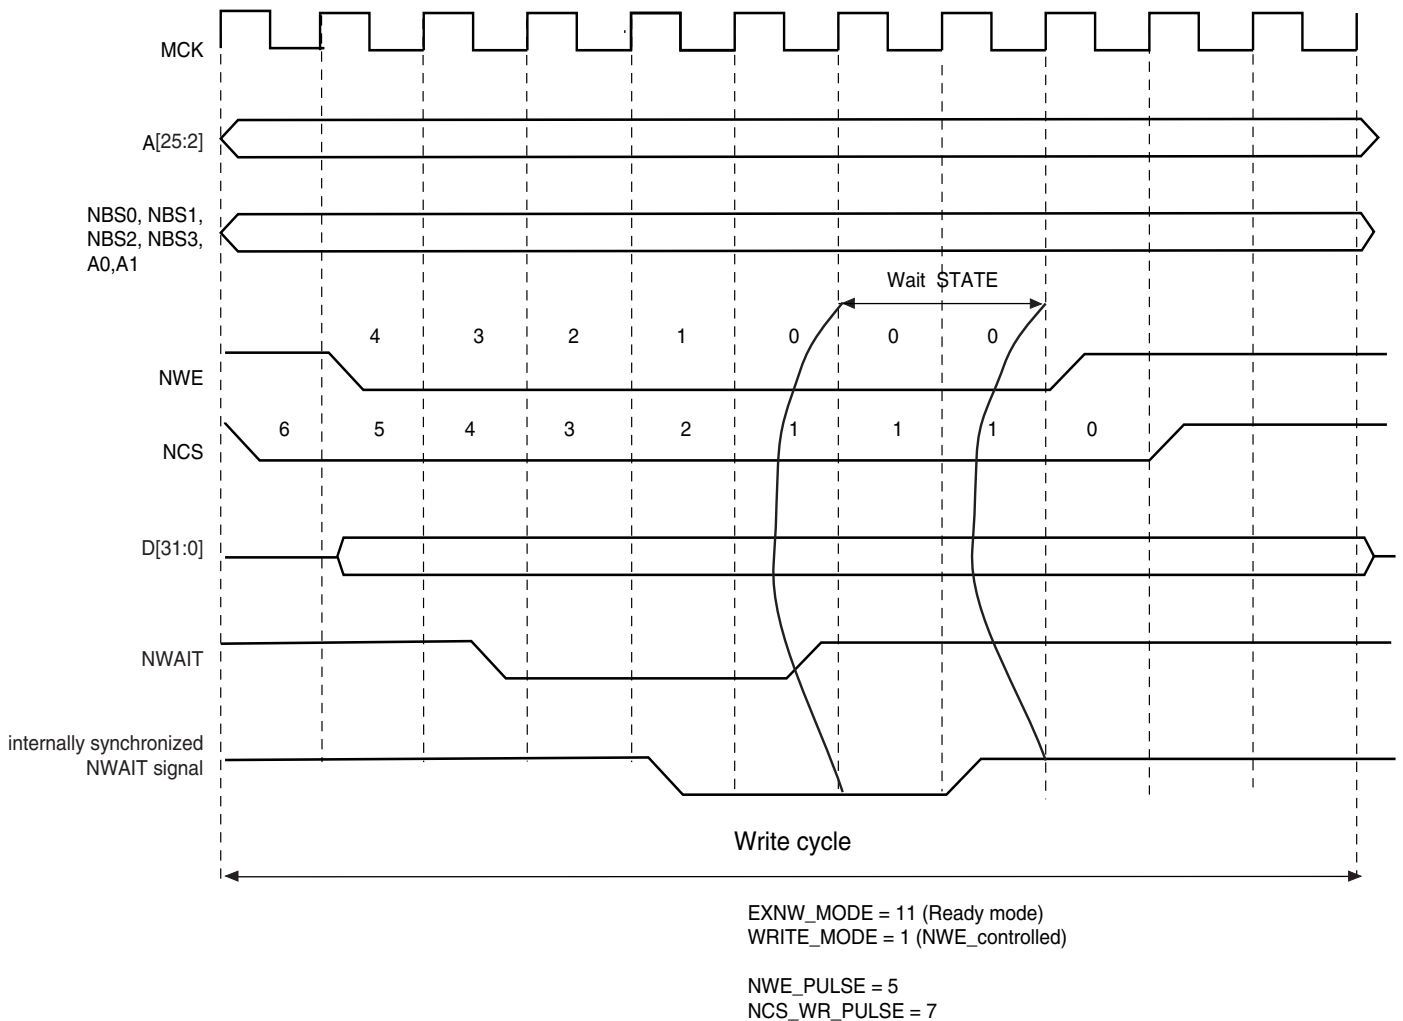 MCK
A[25:2]
NBS0, NBS1,
NBS2, NBS3,
A0,A1
Wait STATE
4 3 2 1 0 0 0
NWE
6 5 4 3 2 1 1 1 0
NCS
D[31:0]
NWAIT
internally synchronized
NWAIT signal
Write cycle
EXNW_MODE = 11 (Ready mode)
WRITE_MODE = 1 (NWE_controlled)
NWE_PULSE = 5
NCS_WR_PULSE = 7